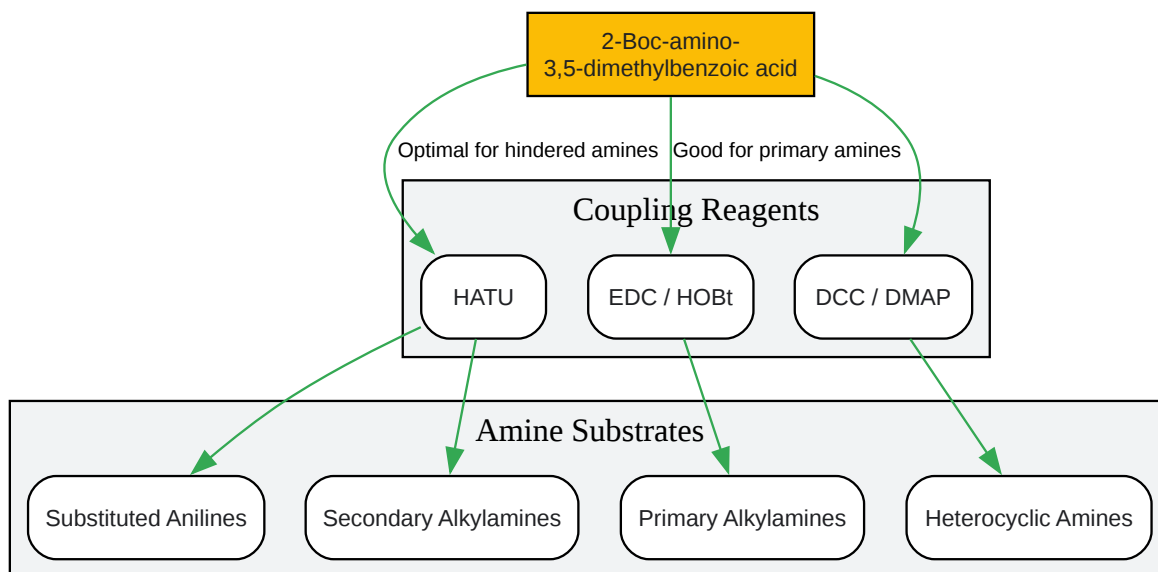 2-Boc-amino-
3,5-dimethylbenzoic acid
Optimal for hindered amines
Good for primary amines
Coupling Reagents
HATU
EDC / HOBt
DCC / DMAP
Amine Substrates
Substituted Anilines
Secondary Alkylamines
Primary Alkylamines
Heterocyclic Amines